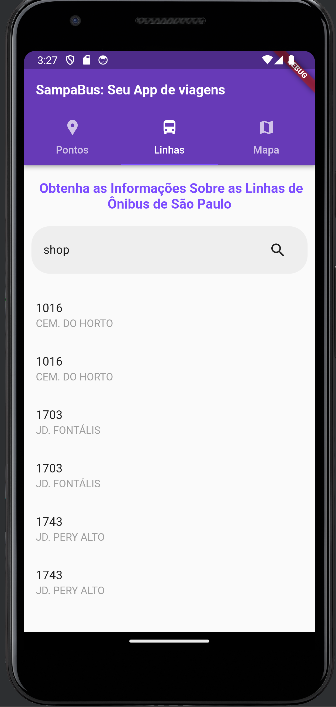 3:27
DEBUG
SampaBus: Seu App de viagens
Pontos
Linhas
Mapa
Obtenha as Informações Sobre as Linhas de
Ônibus de São Paulo
shop
1016
CEM. DO HORTO
1016
CEM. DO HORTO
1703
JD. FONTÁLIS
1703
JD. FONTÁLIS
1743
JD. PERY ALTO
1743
JD. PERY ALTO